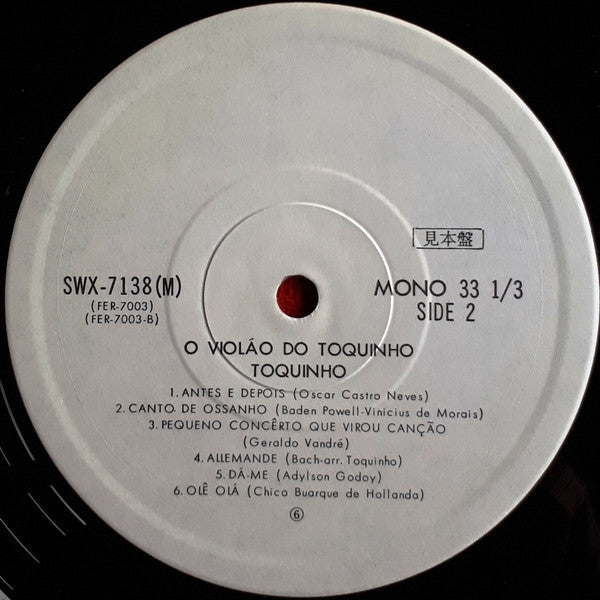 見本盤
SWX-7138(M)
(FER-7003)
(FER-7003-B)
MONO 33 1/3
SIDE 2
O VIOLÁO DO TOQUINHO
TOQUINHO
1. ANTES E DEPOIS (Oscar Castro Neves)
2. CANTO DE OSSANHO (Baden Powell-Vinicius de Morais)
3. PEQUENO CONCÊRTO QUE VIROU CANÇÃO
(Geraldo Vandré)
4. ALLEMANDE (Bach-arr. Toquinho)
5. DÁ-ME (Adylson Godoy)
6. OLÊ OLÁ (Chico Buarque de Hollanda)
⑥